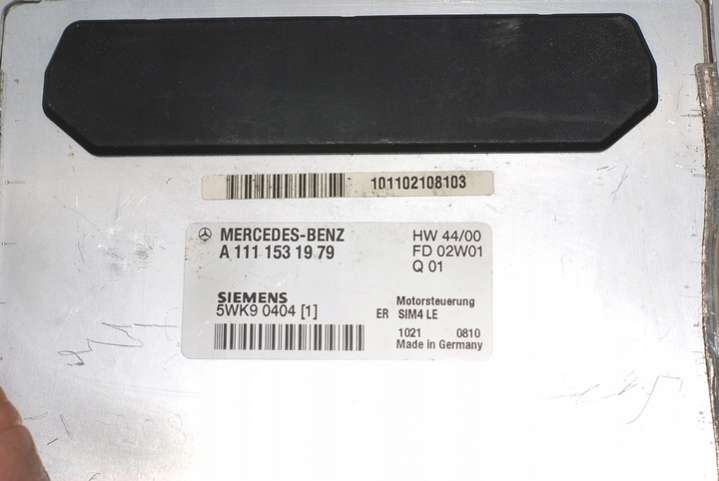 101102108103
MERCEDES-BENZ HW 44/00
A 111 153 19 79 FD 02W01
Q 01
SIEMENS Motorsteuerung
5WK9 0404 [1] ER SIM4 LE
1021 0810
Made in Germany